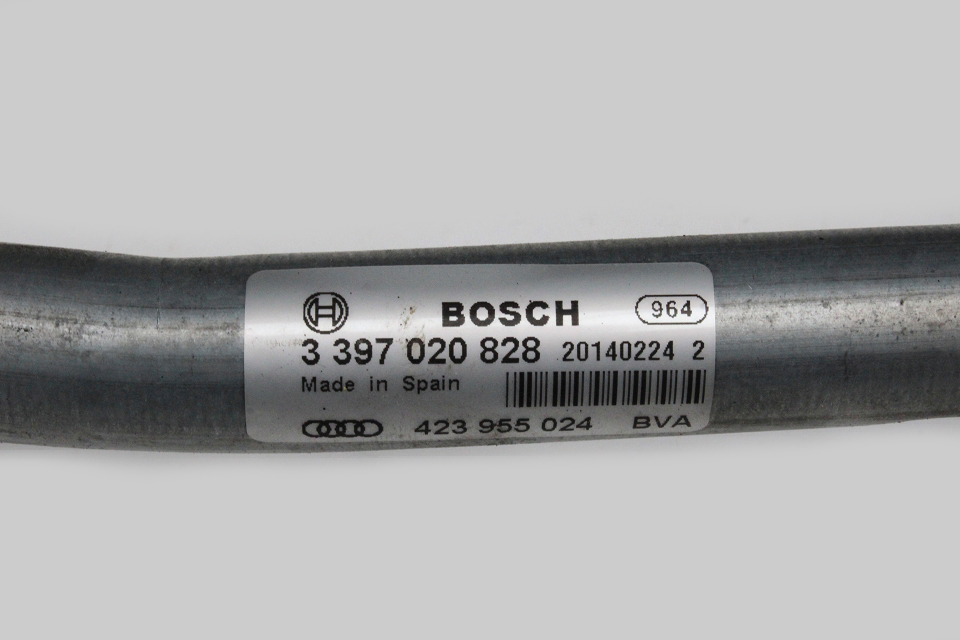 BOSCH 964
3 397 020 828 20140224 2
Made in Spain
423 955 024 BVA